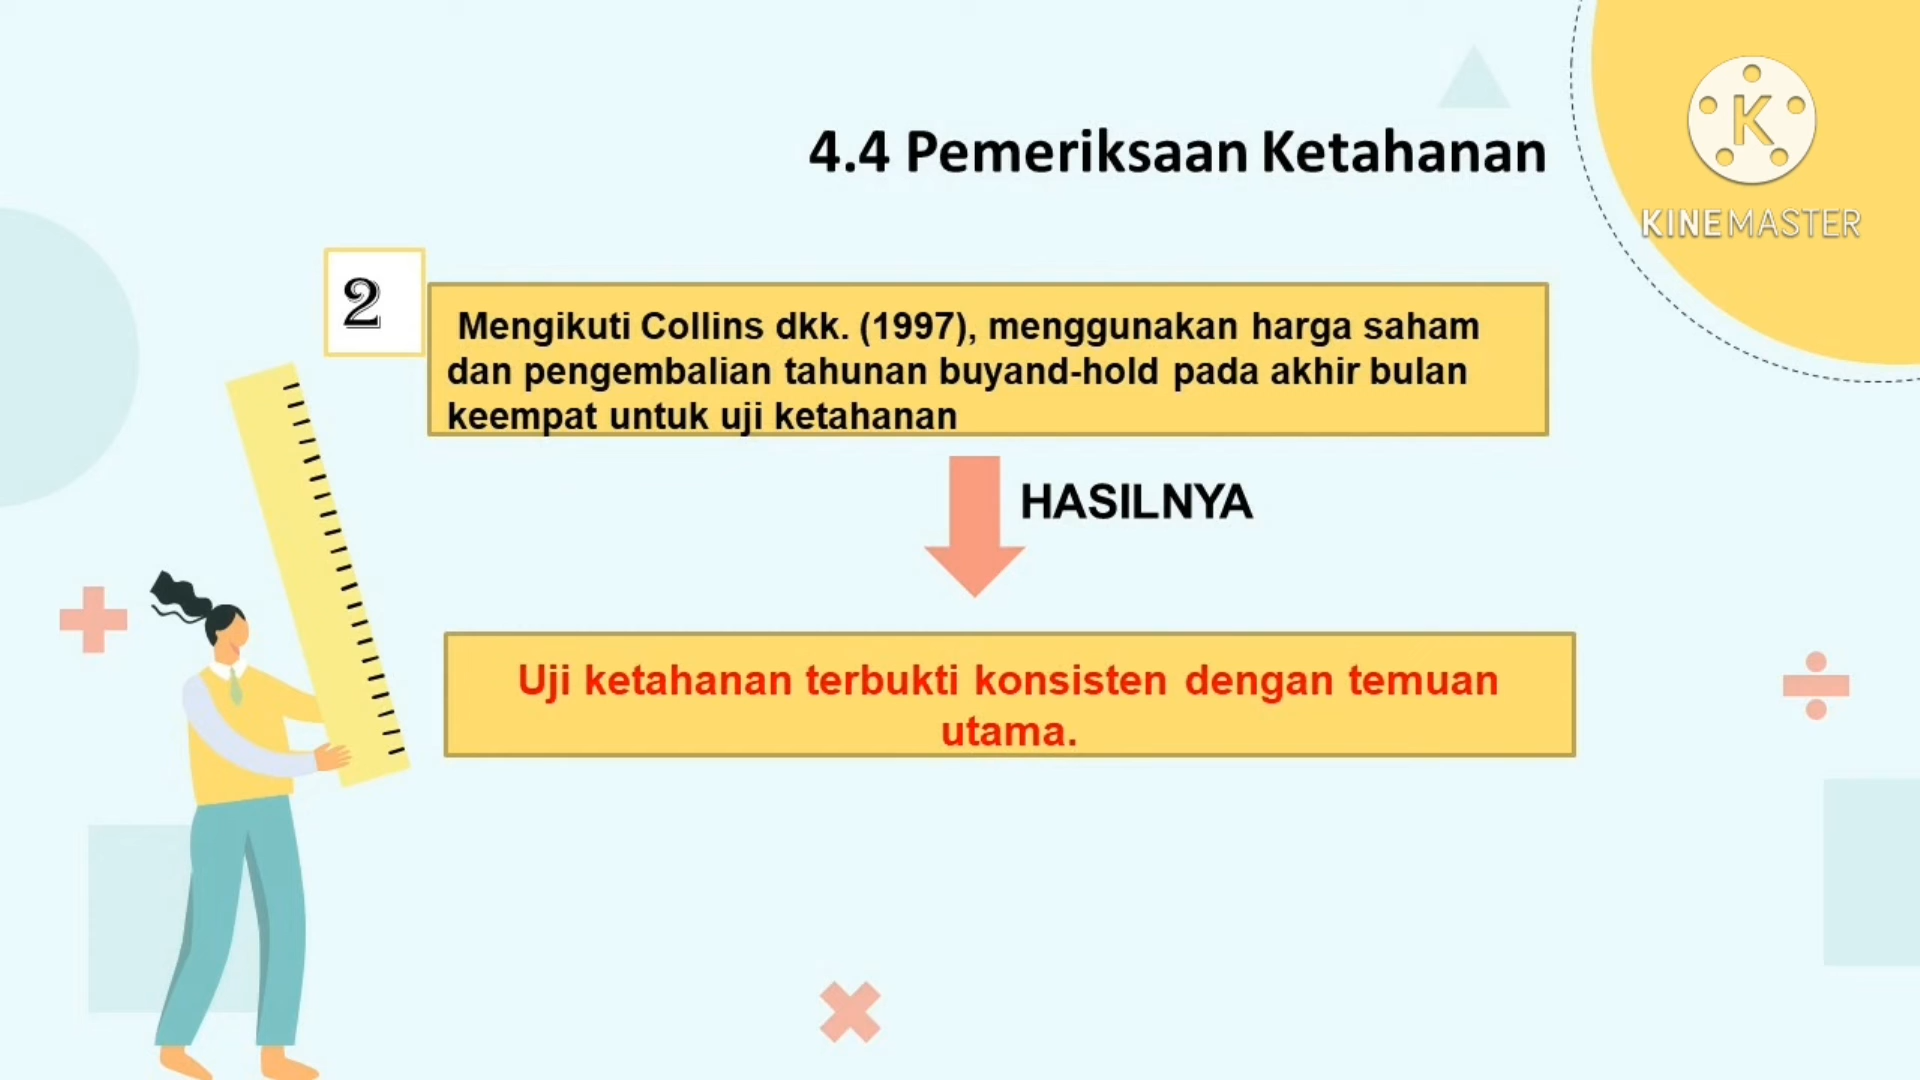 4.4 Pemeriksaan Ketahanan
K
KINEMASTER
2
Mengikuti Collins dkk. (1997), menggunakan harga saham
dan pengembalian tahunan buyand-hold pada akhir bulan
keempat untuk uji ketahanan
HASILNYA
Uji ketahanan terbukti konsisten dengan temuan
utama.